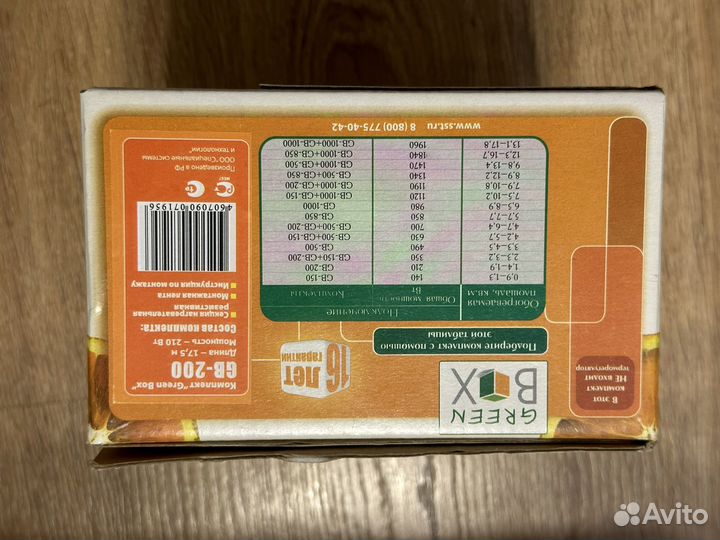 GREEN
BOX
В ЭТОТ
КОМПЛЕКТ
НЕ ВХОДИТ
терморегулятор
16 ЛЕТ
гарантии
Подберите комплект с помощью
этой таблицы
Обогреваемая
площадь, кв.м
Подключение
Общая мощность
Вт
Комплекты
0.9–1.3 140 GB-150
1.4–1.9 210 GB-200
2.3–3.2 350 GB-150+GB-200
3.3–4.5 490 GB-500
4.2–5.7 630 GB-500+GB-150
4.7–6.4 700 GB-500+GB-200
5.7–7.7 850 GB-850
6.5–8.9 980 GB-1000
7.5–10.2 1120 GB-1000+GB-150
7.9–10.8 1190 GB-1000+GB-200
8.9–12.2 1340 GB-500+GB-850
9.8–13.4 1470 GB-1000+GB-500
12.3–16.7 1840 GB-1000+GB-850
13.1–17.8 1960 GB-1000+GB-1000
www.sst.ru 8 (800) 775-40-42
Комплект "Green Box"
GB-200
Длина – 17,5 м
Мощность – 210 Вт
Состав комплекта:
Секция нагревательная
резистивная
Монтажная лента
Инструкция по монтажу
4607090071956
Произведено в РФ
ООО "Специальные системы
и технологии"
Avito